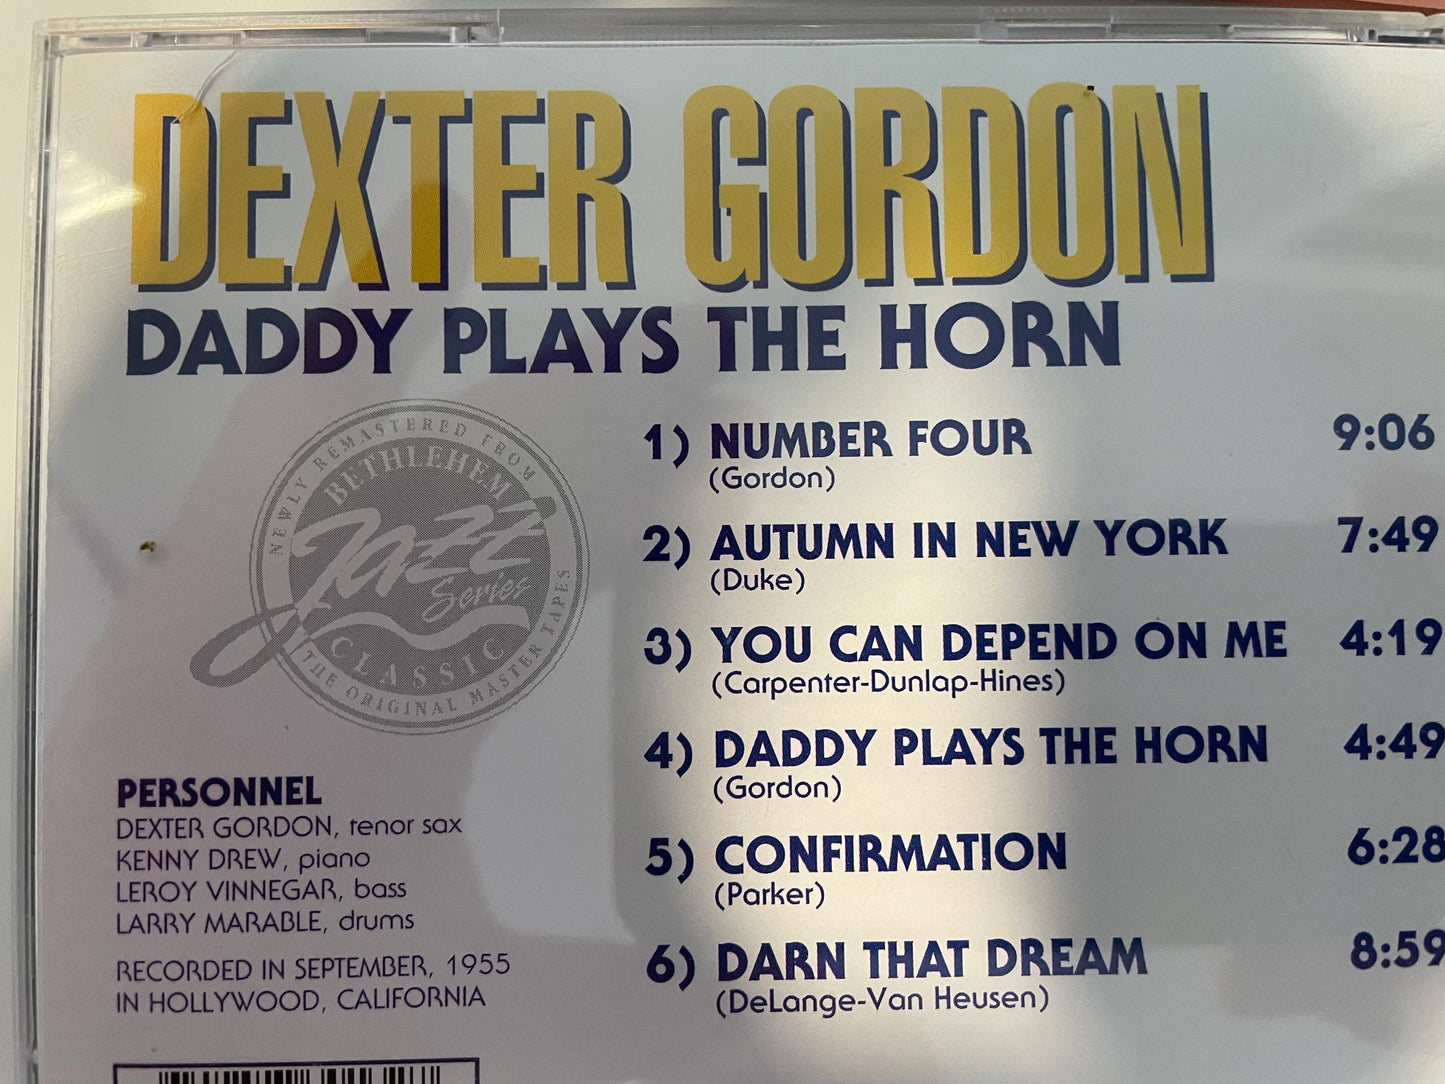 DEXTER GORDON
DADDY PLAYS THE HORN
NEWLY REMASTERED FROM
BETHLEHEM
Jazz
Series
CLASSIC
THE ORIGINAL MASTER TAPES
1) NUMBER FOUR 9:06
(Gordon)
2) AUTUMN IN NEW YORK 7:49
(Duke)
3) YOU CAN DEPEND ON ME 4:19
(Carpenter-Dunlap-Hines)
4) DADDY PLAYS THE HORN 4:49
(Gordon)
5) CONFIRMATION 6:28
(Parker)
6) DARN THAT DREAM 8:59
(DeLange-Van Heusen)
PERSONNEL
DEXTER GORDON, tenor sax
KENNY DREW, piano
LEROY VINNEGAR, bass
LARRY MARABLE, drums
RECORDED IN SEPTEMBER, 1955
IN HOLLYWOOD, CALIFORNIA